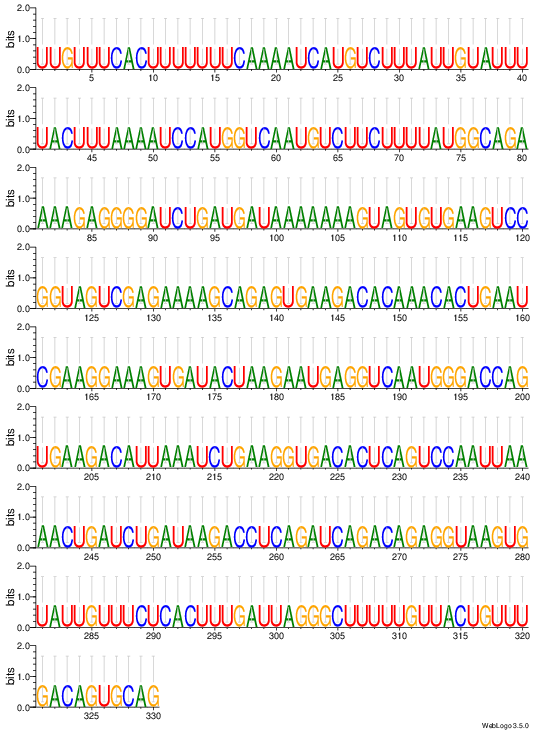 2.0
1.0
0.0
bits
UUGUUUCACUUUUUUUCAAAAUCAUGUCUUUAUUGUAUUU
5 10 15 20 25 30 35 40
2.0
1.0
0.0
bits
UACUUUAAAAUCCAUGGUCAAUGUCUUCUUUUAUGGCAGA
45 50 55 60 65 70 75 80
2.0
1.0
0.0
bits
AAAGAGGGGAUCUGAUGAUAAAAAAAGUAGUGUGAAGUCC
85 90 95 100 105 110 115 120
2.0
1.0
0.0
bits
GGUAGUCGAGAAAAGCAGAGUGAAGACACAAACACUGAAU
125 130 135 140 145 150 155 160
2.0
1.0
0.0
bits
CGAAGGAAAGUGAUACUAAGAAUGAGGUCAAUGGGACCAG
165 170 175 180 185 190 195 200
2.0
1.0
0.0
bits
UGAAGACAUUAAAUCUGAAGGUGACACUCAGUCCAAUUAA
205 210 215 220 225 230 235 240
2.0
1.0
0.0
bits
AACUGAUCUGAUAAGACCUCAGAUCAGACAGAGGUAAGUG
245 250 255 260 265 270 275 280
2.0
1.0
0.0
bits
UAUUGUUUCUCACUUUGAUUAGGGCUUUUUGUUACUGUUU
285 290 295 300 305 310 315 320
2.0
1.0
0.0
bits
GACAGUGCAG
325 330
WebLogo 3.5.0